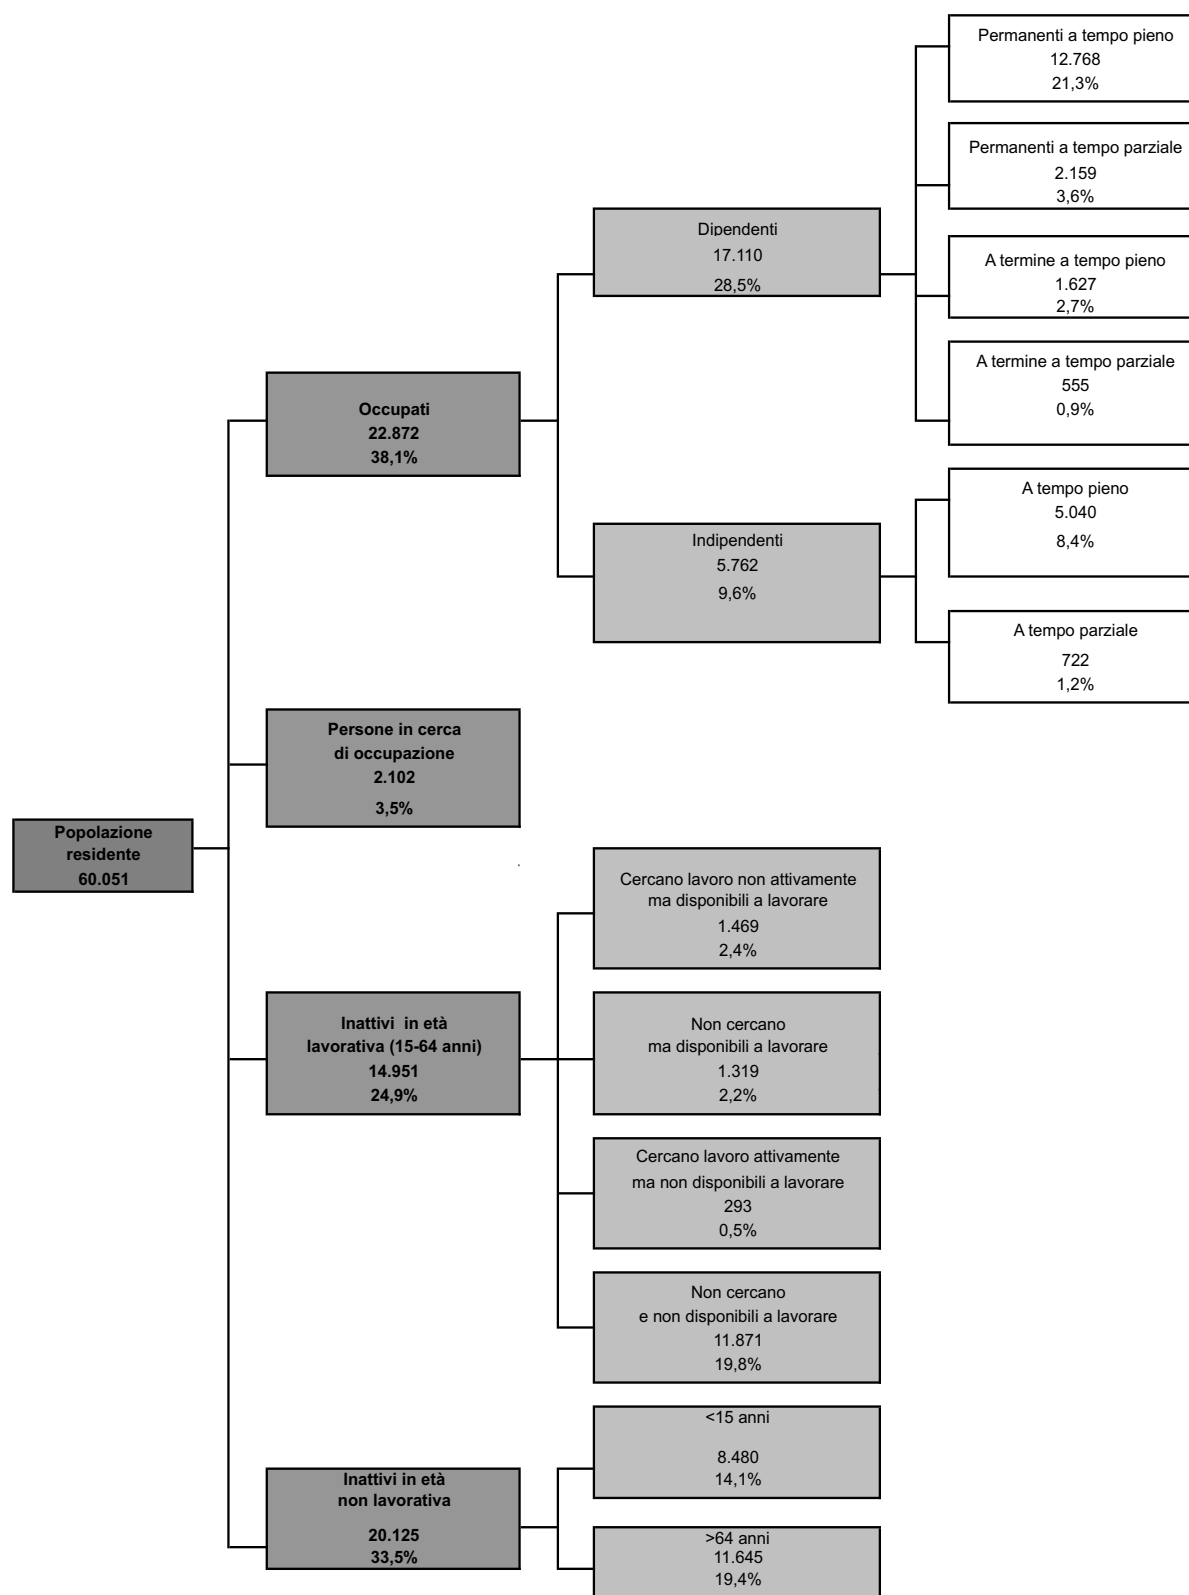 Popolazione
residente
60.051
Occupati
22.872
38,1%
Persone in cerca
di occupazione
2.102
3,5%
Inattivi in età
lavorativa (15-64 anni)
14.951
24,9%
Inattivi in età
non lavorativa
20.125
33,5%
Dipendenti
17.110
28,5%
Indipendenti
5.762
9,6%
Cercano lavoro non attivamente
ma disponibili a lavorare
1.469
2,4%
Non cercano
ma disponibili a lavorare
1.319
2,2%
Cercano lavoro attivamente
ma non disponibili a lavorare
293
0,5%
Non cercano
e non disponibili a lavorare
11.871
19,8%
<15 anni
8.480
14,1%
>64 anni
11.645
19,4%
Permanenti a tempo pieno
12.768
21,3%
Permanenti a tempo parziale
2.159
3,6%
A termine a tempo pieno
1.627
2,7%
A termine a tempo parziale
555
0,9%
A tempo pieno
5.040
8,4%
A tempo parziale
722
1,2%